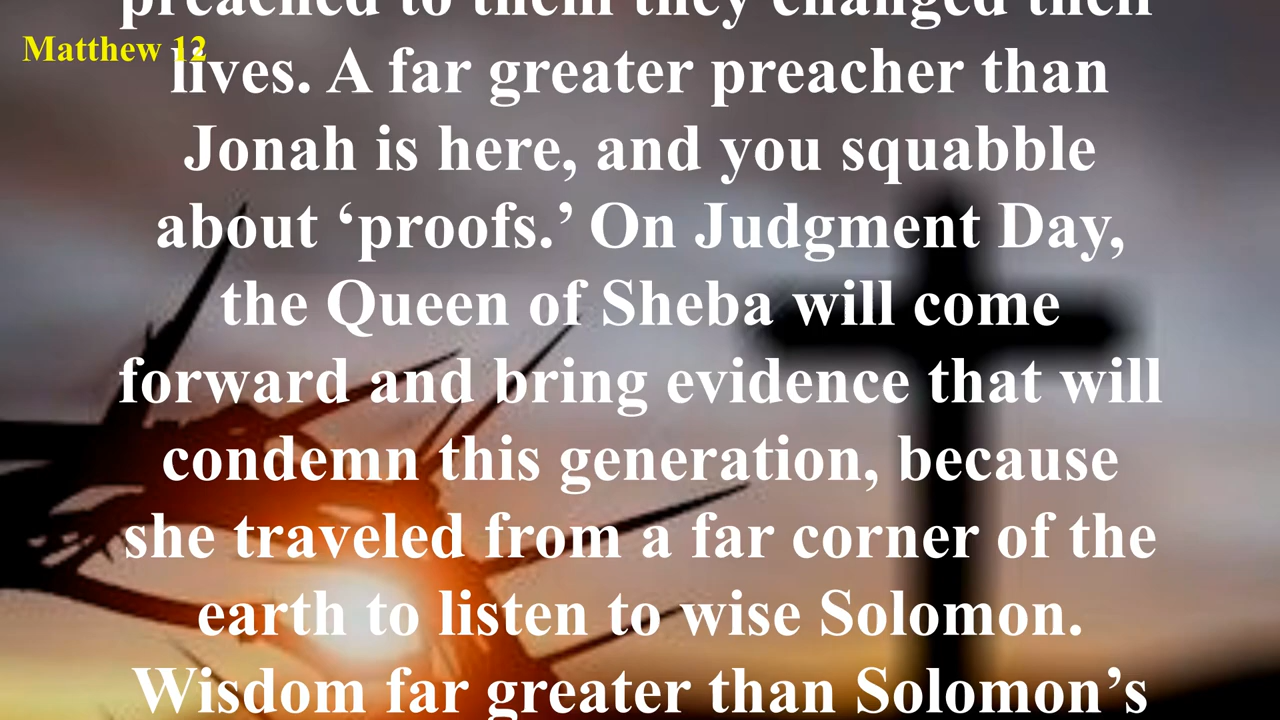 preached to them they changed their
Matthew 12
lives. A far greater preacher than
Jonah is here, and you squabble
about ‘proofs.’ On Judgment Day,
the Queen of Sheba will come
forward and bring evidence that will
condemn this generation, because
she traveled from a far corner of the
earth to listen to wise Solomon.
Wisdom far greater than Solomon’s